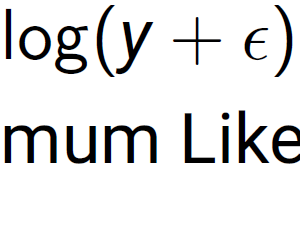 log(y + ϵ)
mum Like